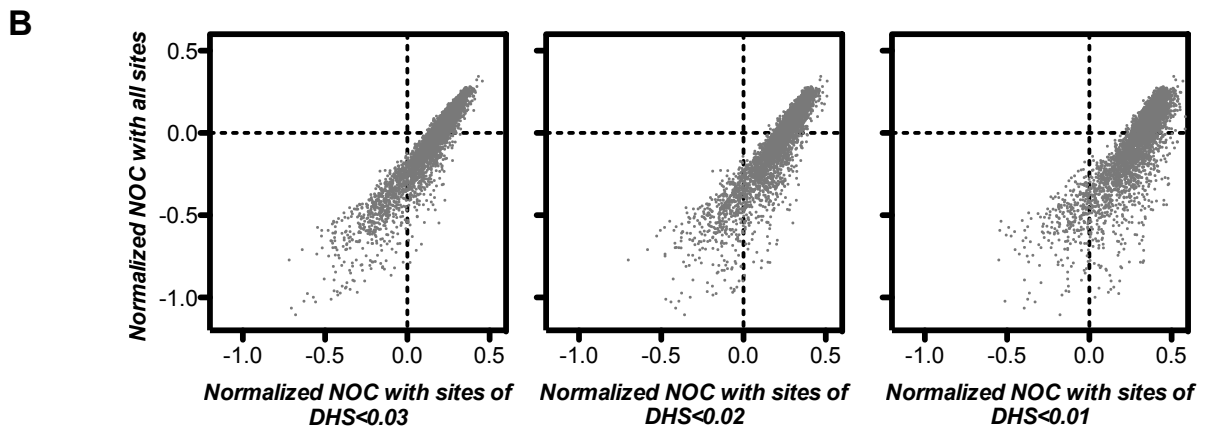 B
Normalized NOC with all sites
0.5
0.0
-0.5
-1.0
-1.0 -0.5 0.0 0.5
Normalized NOC with sites of
DHS<0.03
-1.0 -0.5 0.0 0.5
Normalized NOC with sites of
DHS<0.02
-1.0 -0.5 0.0 0.5
Normalized NOC with sites of
DHS<0.01